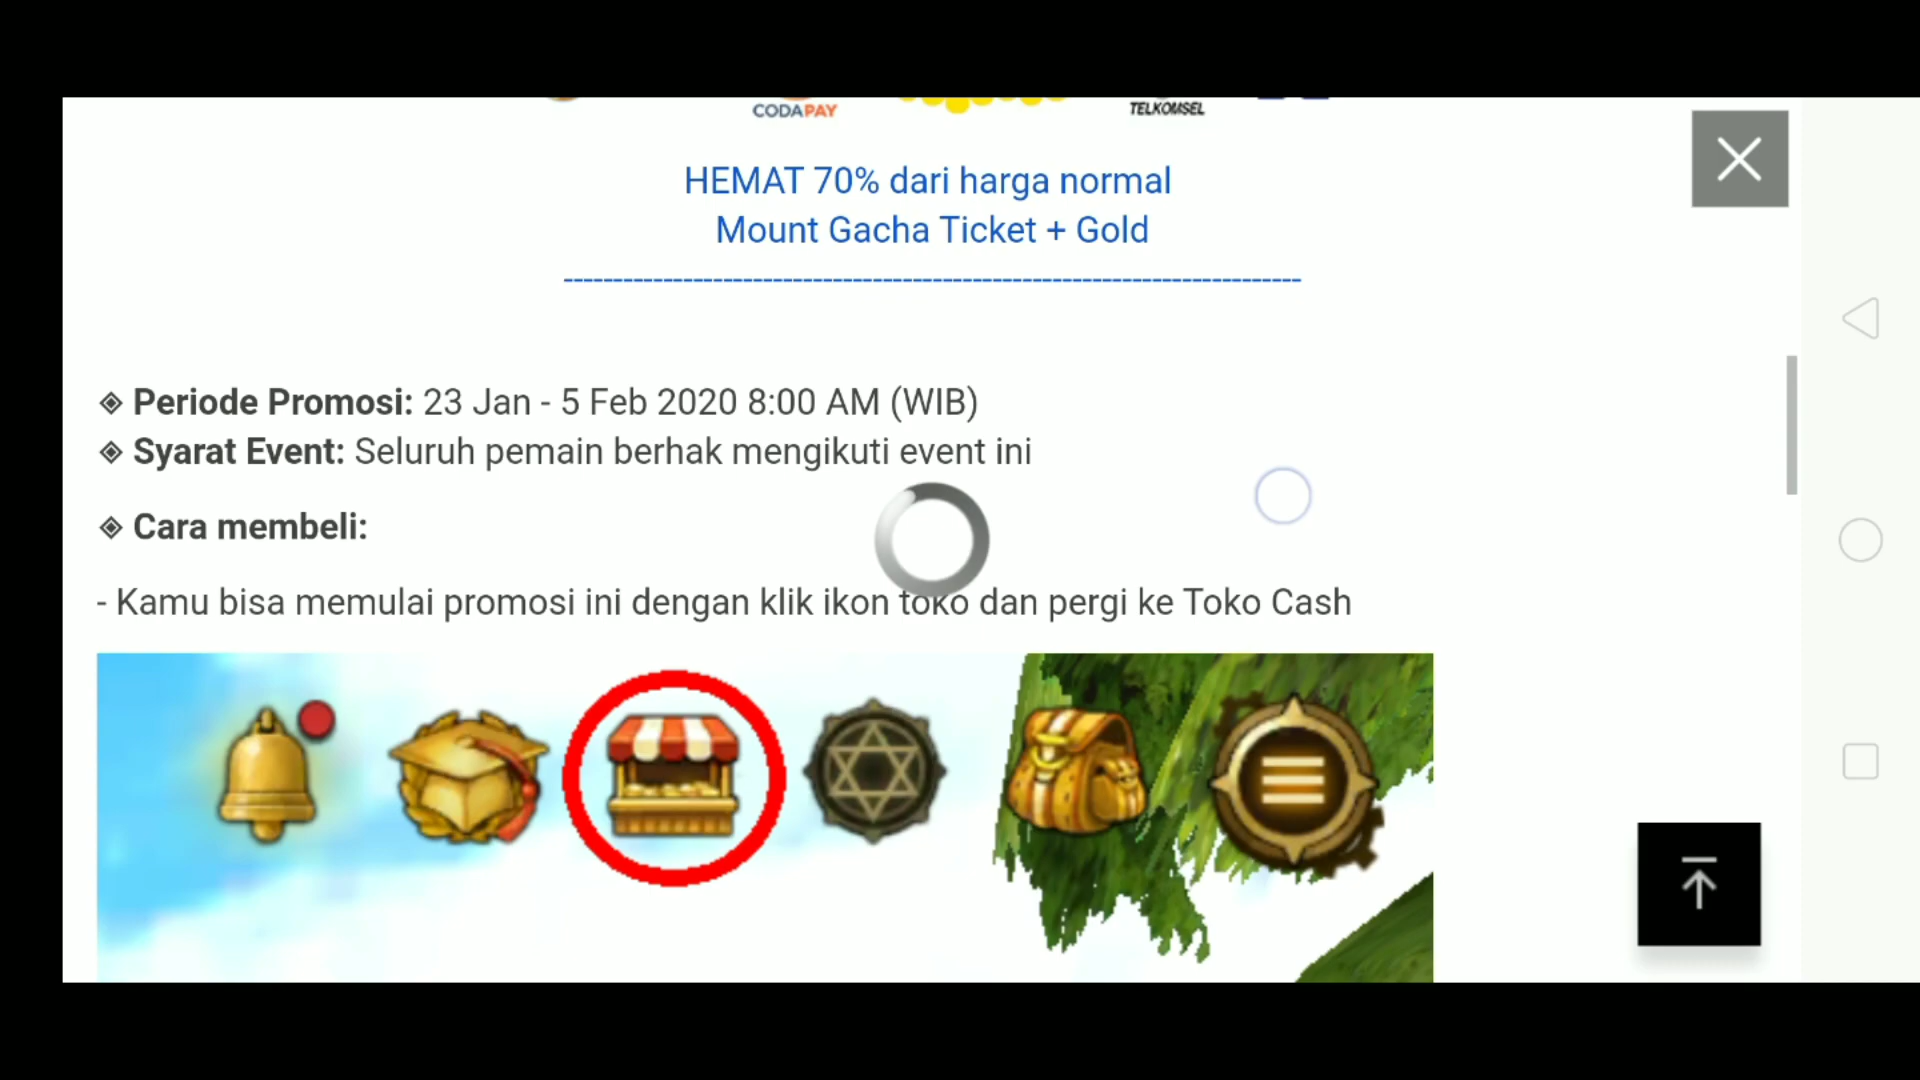 CODAPAY
TELKOMSEL
HEMAT 70% dari harga normal
Mount Gacha Ticket + Gold
--------------------------------------------------------------------------
◈ Periode Promosi: 23 Jan - 5 Feb 2020 8:00 AM (WIB)
◈ Syarat Event: Seluruh pemain berhak mengikuti event ini
◈ Cara membeli:
- Kamu bisa memulai promosi ini dengan klik ikon toko dan pergi ke Toko Cash